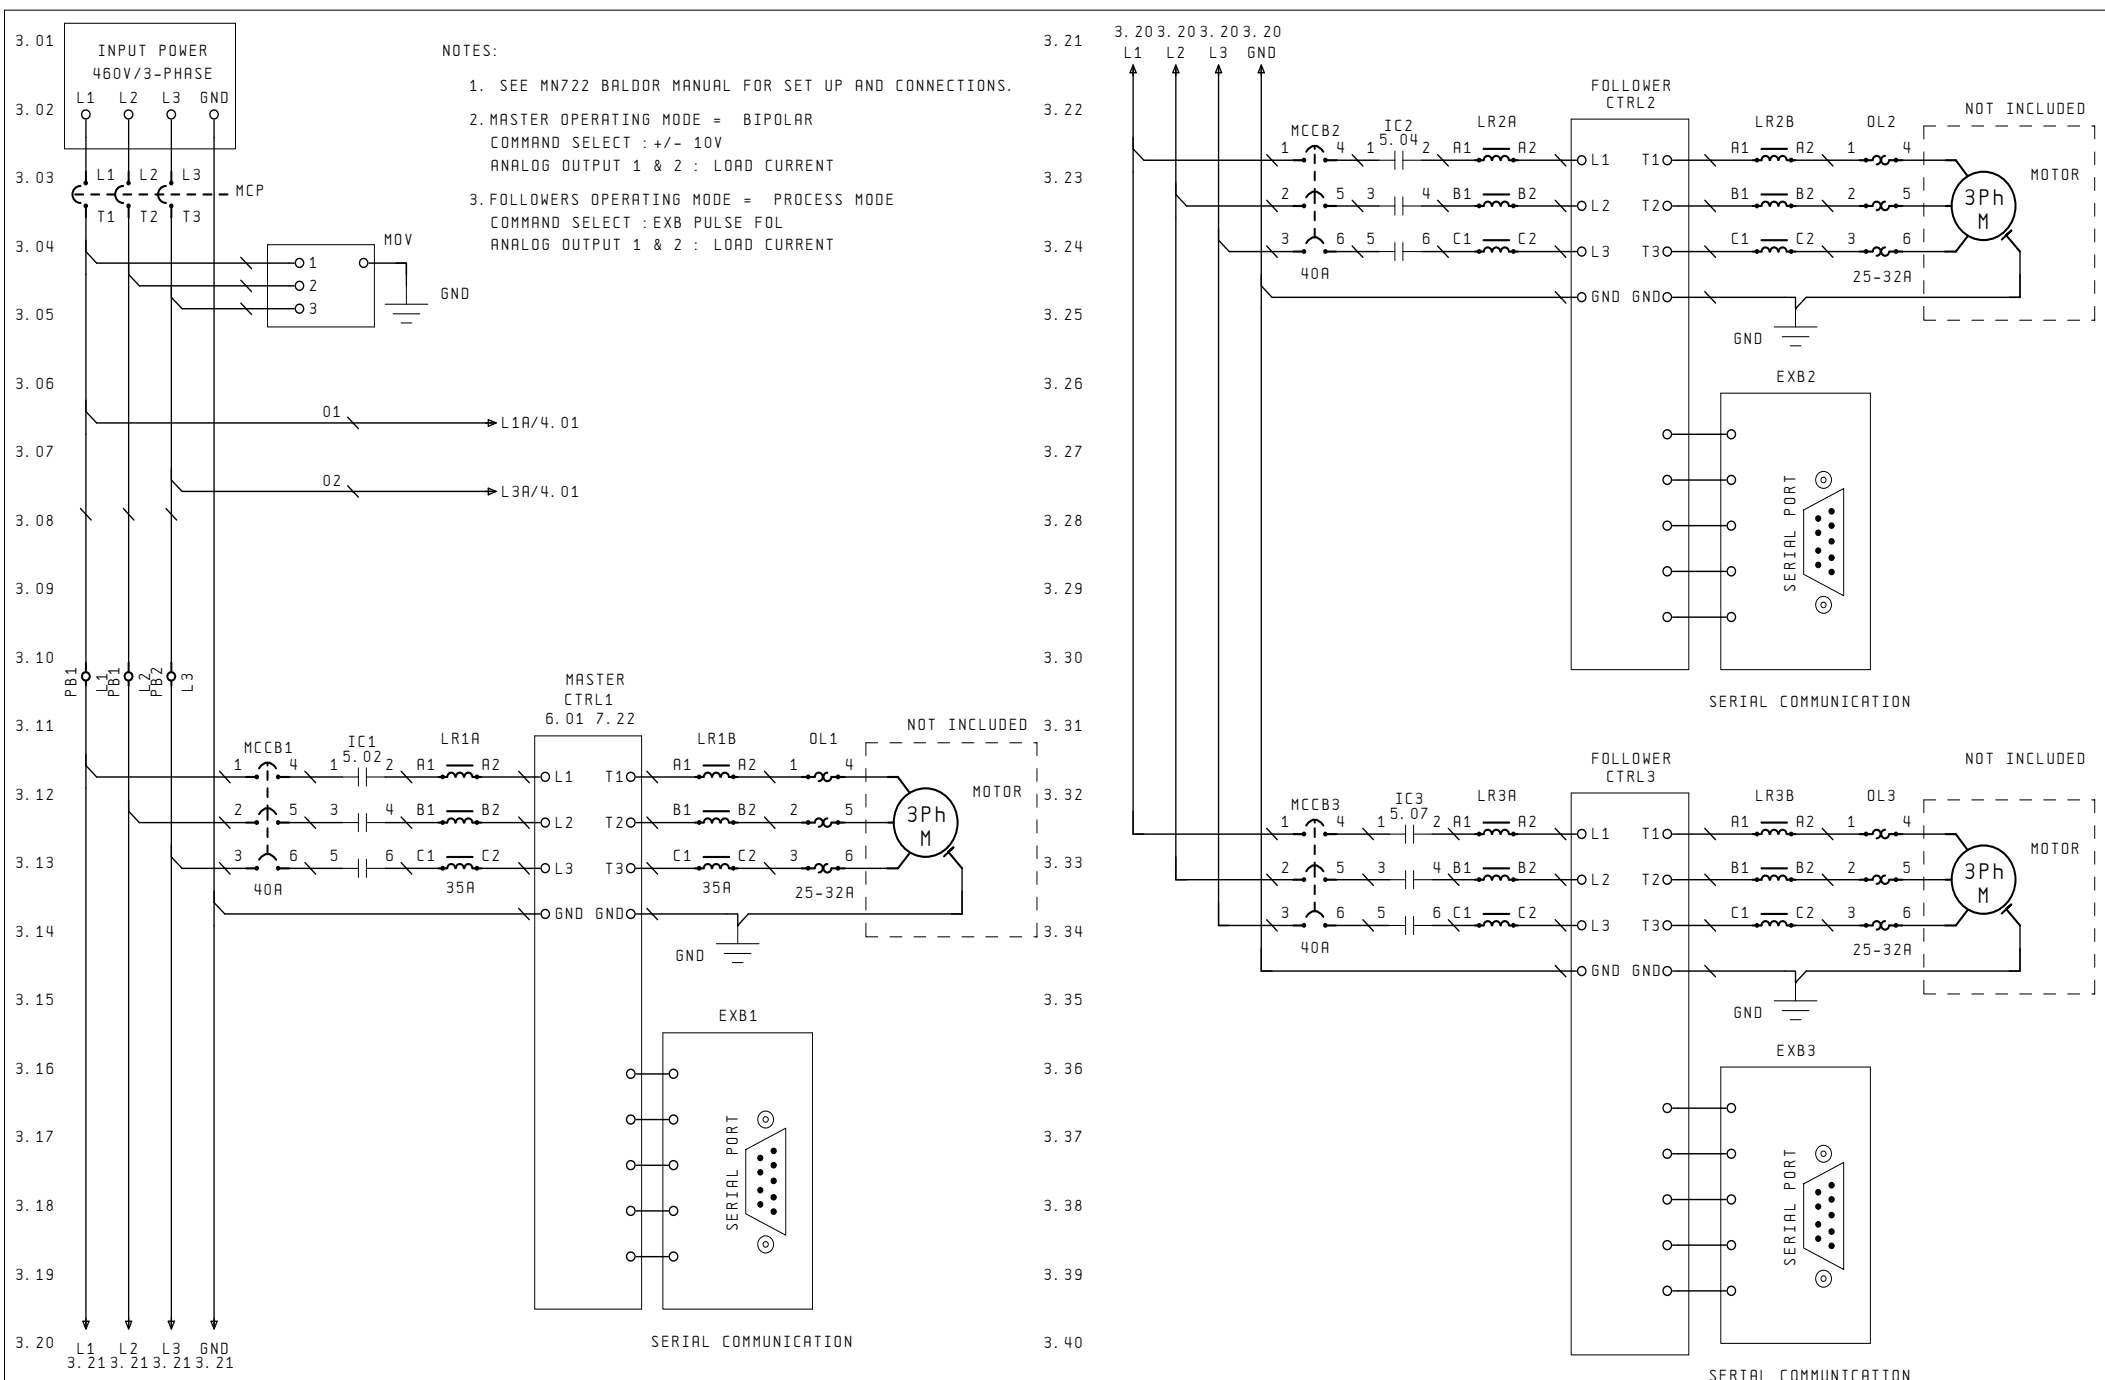 3.01
INPUT POWER
460V/3-PHASE
L1 L2 L3 GND
3.02
NOTES:
1. SEE MN722 BALDOR MANUAL FOR SET UP AND CONNECTIONS.
2. MASTER OPERATING MODE = BIPOLAR
COMMAND SELECT : +/- 10V
ANALOG OUTPUT 1 & 2 : LOAD CURRENT
3. FOLLOWERS OPERATING MODE = PROCESS MODE
COMMAND SELECT : EXB PULSE FOL
ANALOG OUTPUT 1 & 2 : LOAD CURRENT
3.03
L1 L2 L3
MCP
T1 T2 T3
3.04
MOV
1
2
3
GND
3.05
3.06
01
L1A/4.01
3.07
02
L3A/4.01
3.08
3.09
3.10
PB1 L1
PB1 L2
PB2 L3
3.11
MASTER
CTRL1
6.01 7.22
NOT INCLUDED
MCCB1 IC1 LR1A LR1B OL1
5.02
1 4 1 2 A1 A2 L1 T1 A1 A2 1 4
3.12
MOTOR
2 5 3 4 B1 B2 L2 T2 B1 B2 2 5
3Ph
M
3.13
3 6 5 6 C1 C2 L3 T3 C1 C2 3 6
40A 35A 35A 25-32A
GND GND
3.14
GND
3.15
EXB1
3.16
3.17
SERIAL PORT
3.18
3.19
3.20
SERIAL COMMUNICATION
L1 L2 L3 GND
3.21 3.21 3.21 3.21
3.21
3.20 3.20 3.20 3.20
L1 L2 L3 GND
3.22
FOLLOWER
CTRL2
NOT INCLUDED
MCCB2 IC2 LR2A LR2B OL2
5.04
1 4 1 2 A1 A2 L1 T1 A1 A2 1 4
3.23
MOTOR
2 5 3 4 B1 B2 L2 T2 B1 B2 2 5
3Ph
M
3.24
3 6 5 6 C1 C2 L3 T3 C1 C2 3 6
40A 25-32A
GND GND
3.25
GND
3.26
EXB2
3.27
3.28
SERIAL PORT
3.29
3.30
SERIAL COMMUNICATION
3.31
FOLLOWER
CTRL3
NOT INCLUDED
3.32
MCCB3 IC3 LR3A LR3B OL3
5.07
1 4 1 2 A1 A2 L1 T1 A1 A2 1 4
3.33
MOTOR
2 5 3 4 B1 B2 L2 T2 B1 B2 2 5
3Ph
M
3 6 5 6 C1 C2 L3 T3 C1 C2 3 6
3.34
40A 25-32A
GND GND
3.35
GND
EXB3
3.36
3.37
SERIAL PORT
3.38
3.39
3.40
SERIAL COMMUNICATION